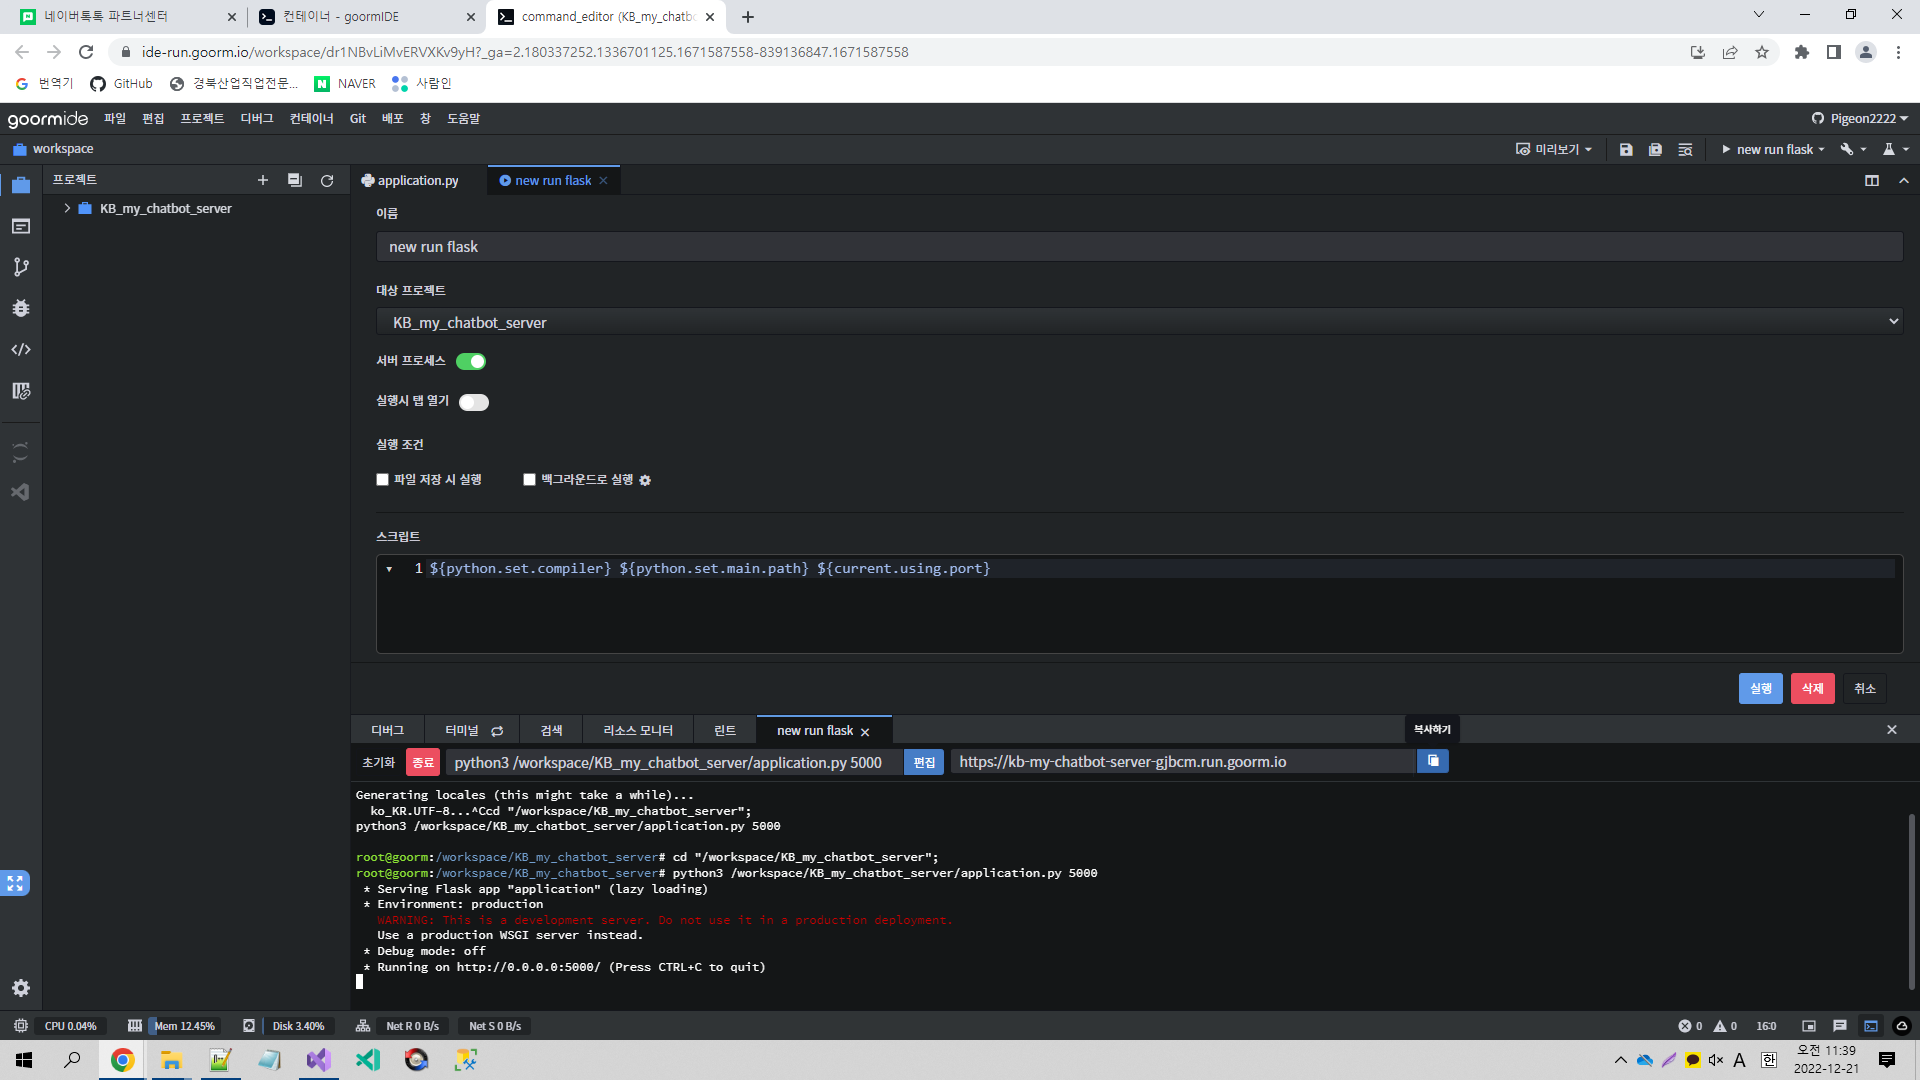 네이버톡톡 파트너센터
컨테이너 - goormIDE
command_editor (KB_my_chatb
ide-run.goorm.io/workspace/dr1NBvLiMvERVXKv9yH?_ga=2.180337252.1336701125.1671587558-839136847.1671587558
번역기
GitHub
경북산업직업전문...
NAVER
사람인
goormide
파일
편집
프로젝트
디버그
컨테이너
Git
배포
창
도움말
Pigeon2222
workspace
미리보기
new run flask
프로젝트
KB_my_chatbot_server
application.py
new run flask
이름
new run flask
대상 프로젝트
KB_my_chatbot_server
서버 프로세스
실행시 탭 열기
실행 조건
파일 저장 시 실행
백그라운드로 실행
스크립트
1 ${python.set.compiler} ${python.set.main.path} ${current.using.port}
실행
삭제
취소
디버그
터미널
검색
리소스 모니터
린트
new run flask
복사하기
초기화
종료
python3 /workspace/KB_my_chatbot_server/application.py 5000
편집
https://kb-my-chatbot-server-gjbcm.run.goorm.io
Generating locales (this might take a while)...
ko_KR.UTF-8...^Ccd "/workspace/KB_my_chatbot_server";
python3 /workspace/KB_my_chatbot_server/application.py 5000
root@goorm:/workspace/KB_my_chatbot_server# cd "/workspace/KB_my_chatbot_server";
root@goorm:/workspace/KB_my_chatbot_server# python3 /workspace/KB_my_chatbot_server/application.py 5000
* Serving Flask app "application" (lazy loading)
* Environment: production
WARNING: This is a development server. Do not use it in a production deployment.
Use a production WSGI server instead.
* Debug mode: off
* Running on http://0.0.0.0:5000/ (Press CTRL+C to quit)
CPU 0.04%
Mem 12.45%
Disk 3.40%
Net R 0 B/s
Net S 0 B/s
0
0
16:0
A
한
오전 11:39
2022-12-21